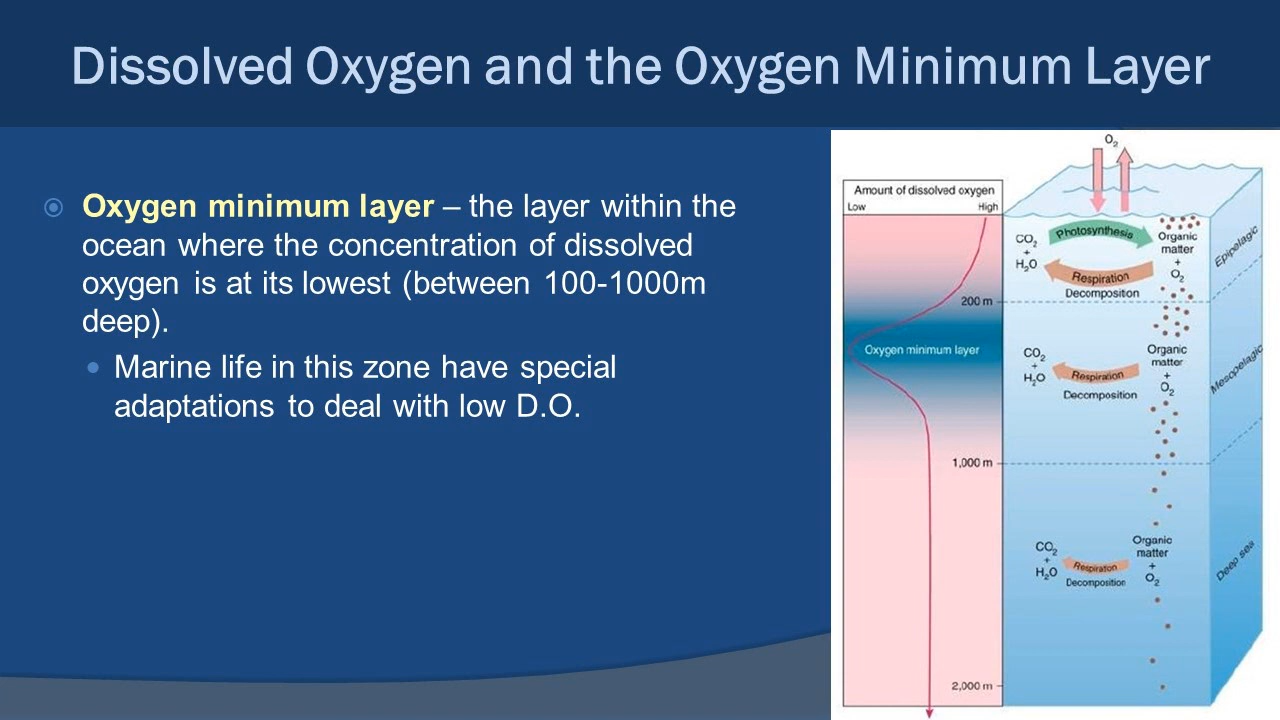 Dissolved Oxygen and the Oxygen Minimum Layer
Oxygen minimum layer – the layer within the
ocean where the concentration of dissolved
oxygen is at its lowest (between 100-1000m
deep).
Marine life in this zone have special
adaptations to deal with low D.O.
O₂
Amount of dissolved oxygen
Low High
200 m
Oxygen minimum layer
1,000 m
2,000 m
CO₂
+
H₂O
Photosynthesis
Respiration
Decomposition
Organic
matter
+
O₂
Epipelagic
CO₂
+
H₂O
Respiration
Decomposition
Organic
matter
+
O₂
Mesopelagic
CO₂
+
H₂O
Respiration
Decomposition
Organic
matter
+
O₂
Deep sea